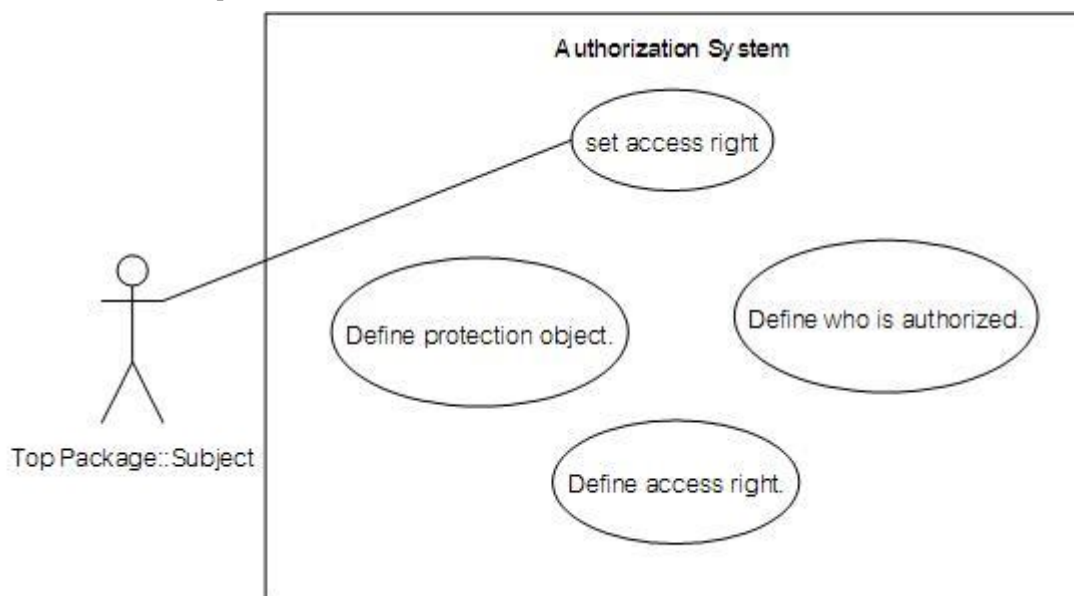 Authorization System
set access right
Define protection object.
Define who is authorized.
Define access right.
Top Package::Subject